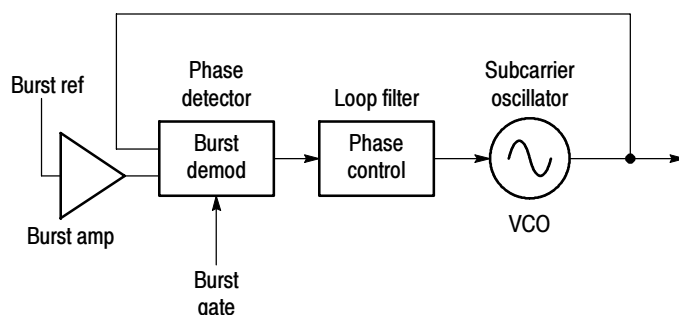 Burst ref
Phase
detector
Loop filter
Subcarrier
oscillator
Burst
demod
Phase
control
Burst amp
VCO
Burst
gate